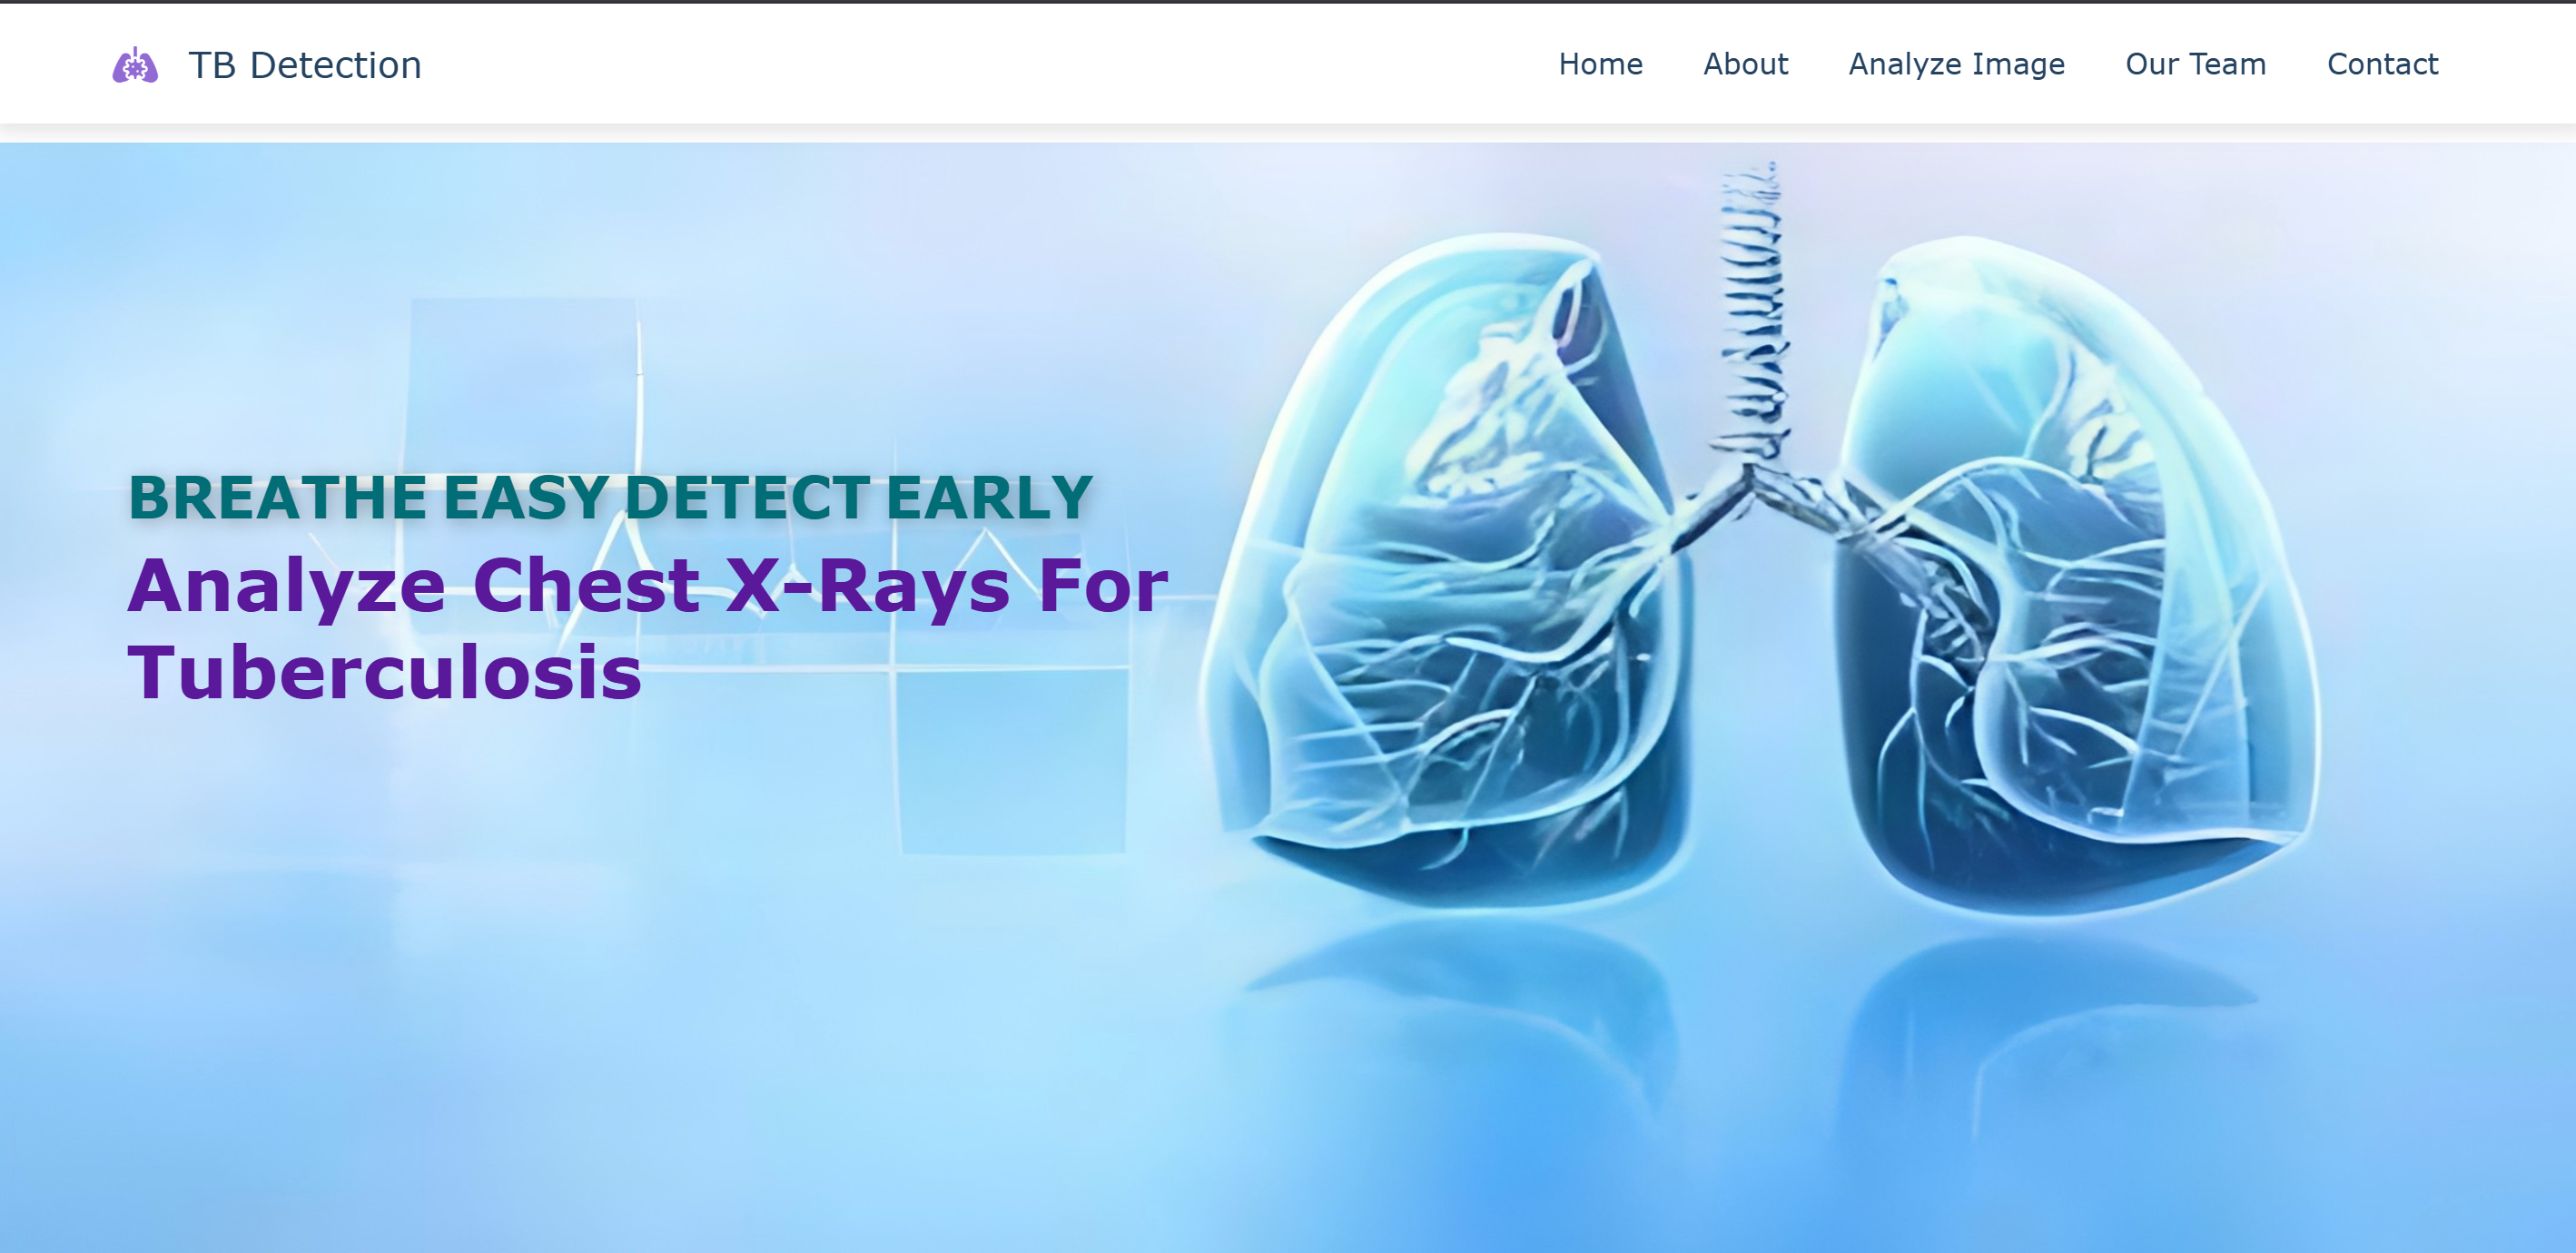 TB Detection
Home About Analyze Image Our Team Contact
BREATHE EASY DETECT EARLY
Analyze Chest X-Rays For
Tuberculosis